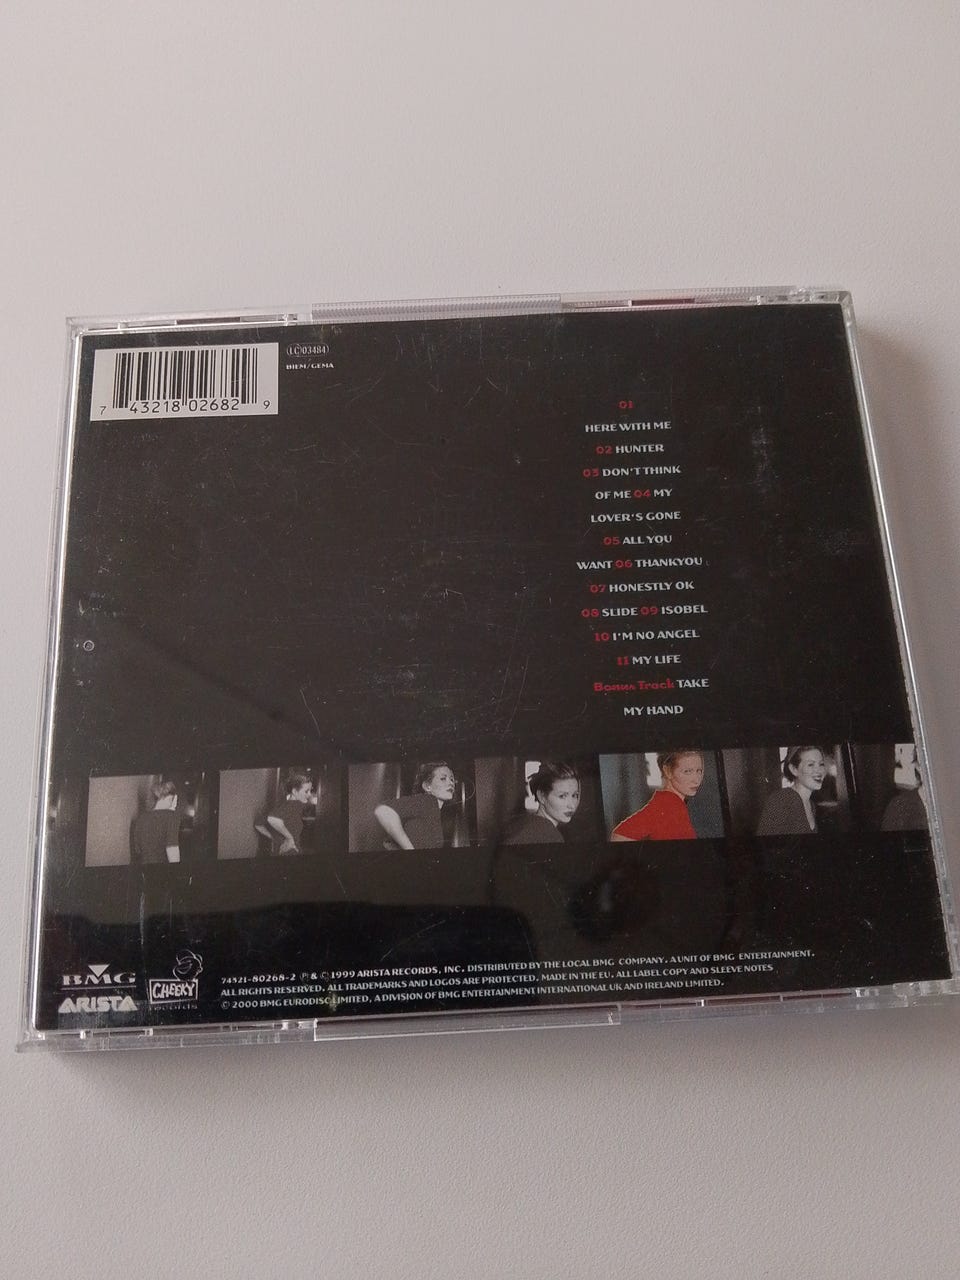 7 43218 02682 9
LC 03484
BIEM/GEMA
01
HERE WITH ME
02 HUNTER
03 DON'T THINK
OF ME 04 MY
LOVER'S GONE
05 ALL YOU
WANT 06 THANKYOU
07 HONESTLY OK
08 SLIDE 09 ISOBEL
10 I'M NO ANGEL
11 MY LIFE
Bonus Track TAKE
MY HAND
BMG
ARISTA
CHEEKY
records
74321-80268-2 ℗ & © 1999 ARISTA RECORDS, INC. DISTRIBUTED BY THE LOCAL BMG COMPANY. A UNIT OF BMG ENTERTAINMENT.
ALL RIGHTS RESERVED. ALL TRADEMARKS AND LOGOS ARE PROTECTED. MADE IN THE EU. ALL LABEL COPY AND SLEEVE NOTES
© 2000 BMG EURODISC LIMITED, A DIVISION OF BMG ENTERTAINMENT INTERNATIONAL UK AND IRELAND LIMITED.